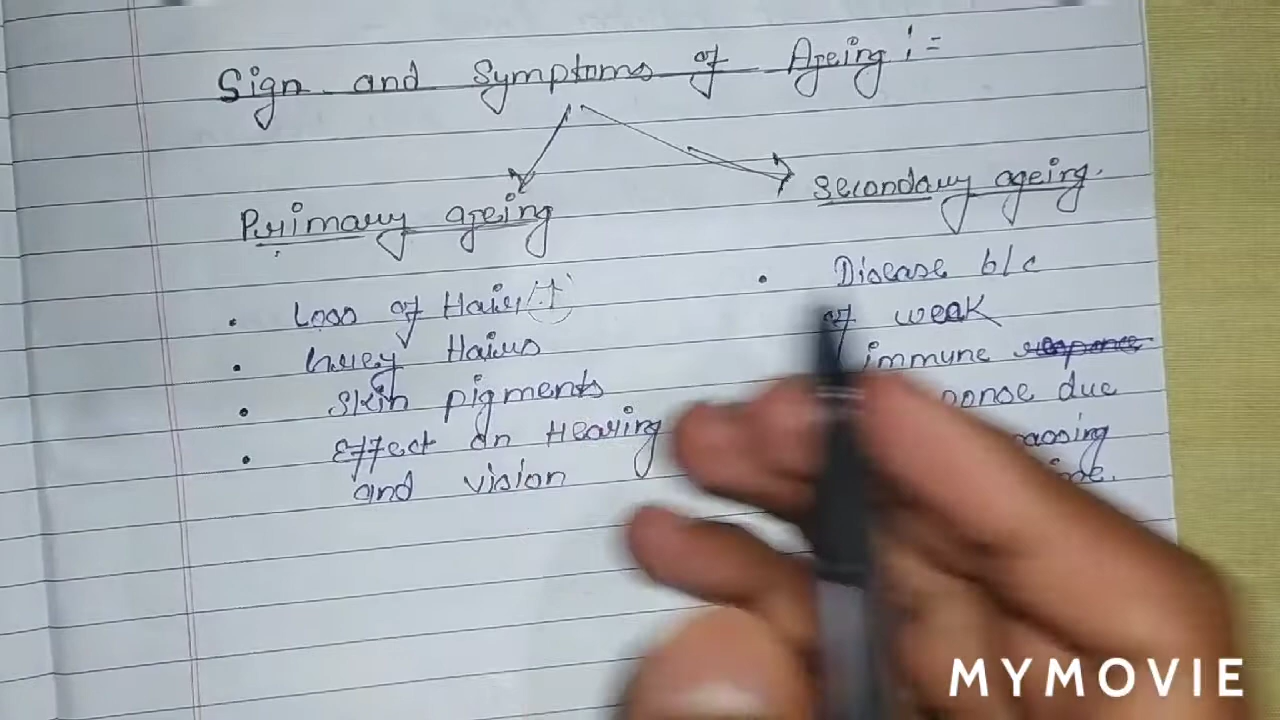 Sign and Symptoms of Ageing :=
Primary ageing
• Loss of Hair
• Grey Hairs
• Skin pigments
• Effect on Hearing
and vision
Secondary ageing.
• Disease b/c
of weak
immune
due
MYMOVIE